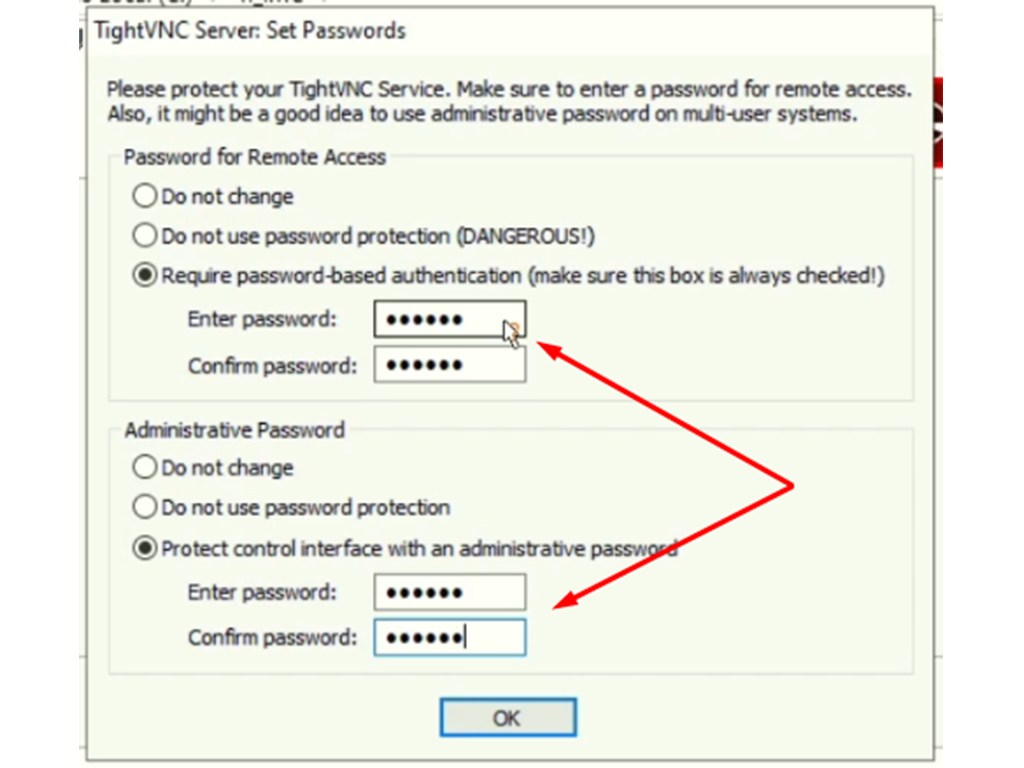 TightVNC Server: Set Passwords
Please protect your TightVNC Service. Make sure to enter a password for remote access.
Also, it might be a good idea to use administrative password on multi-user systems.
Password for Remote Access
Do not change
Do not use password protection (DANGEROUS!)
Require password-based authentication (make sure this box is always checked!)
Enter password: ●●●●●●
Confirm password: ●●●●●●
Administrative Password
Do not change
Do not use password protection
Protect control interface with an administrative password
Enter password: ●●●●●●
Confirm password: ●●●●●●
OK